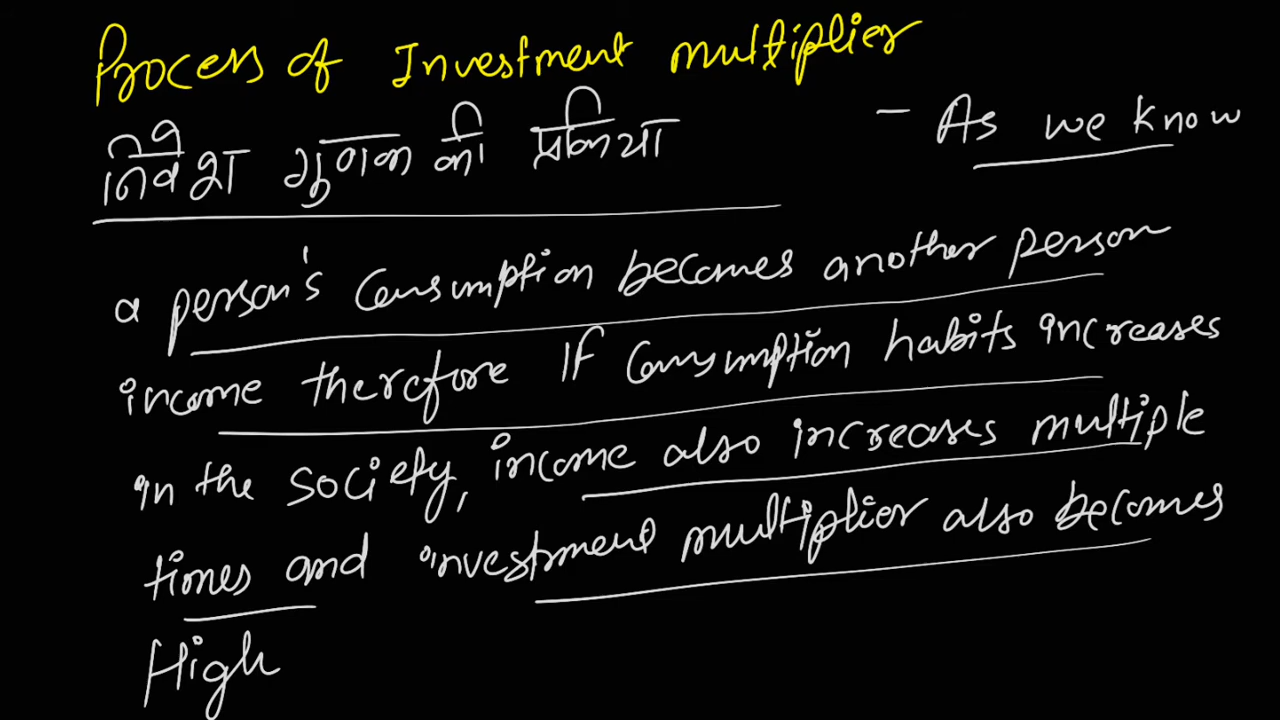 Process of Investment multiplier
निवेश गुणक की प्रक्रिया - As we know
a person's Consumption becomes another person
income therefore If Consumption habits increases
in the society, income also increases multiple
times and investment multiplier also becomes
High